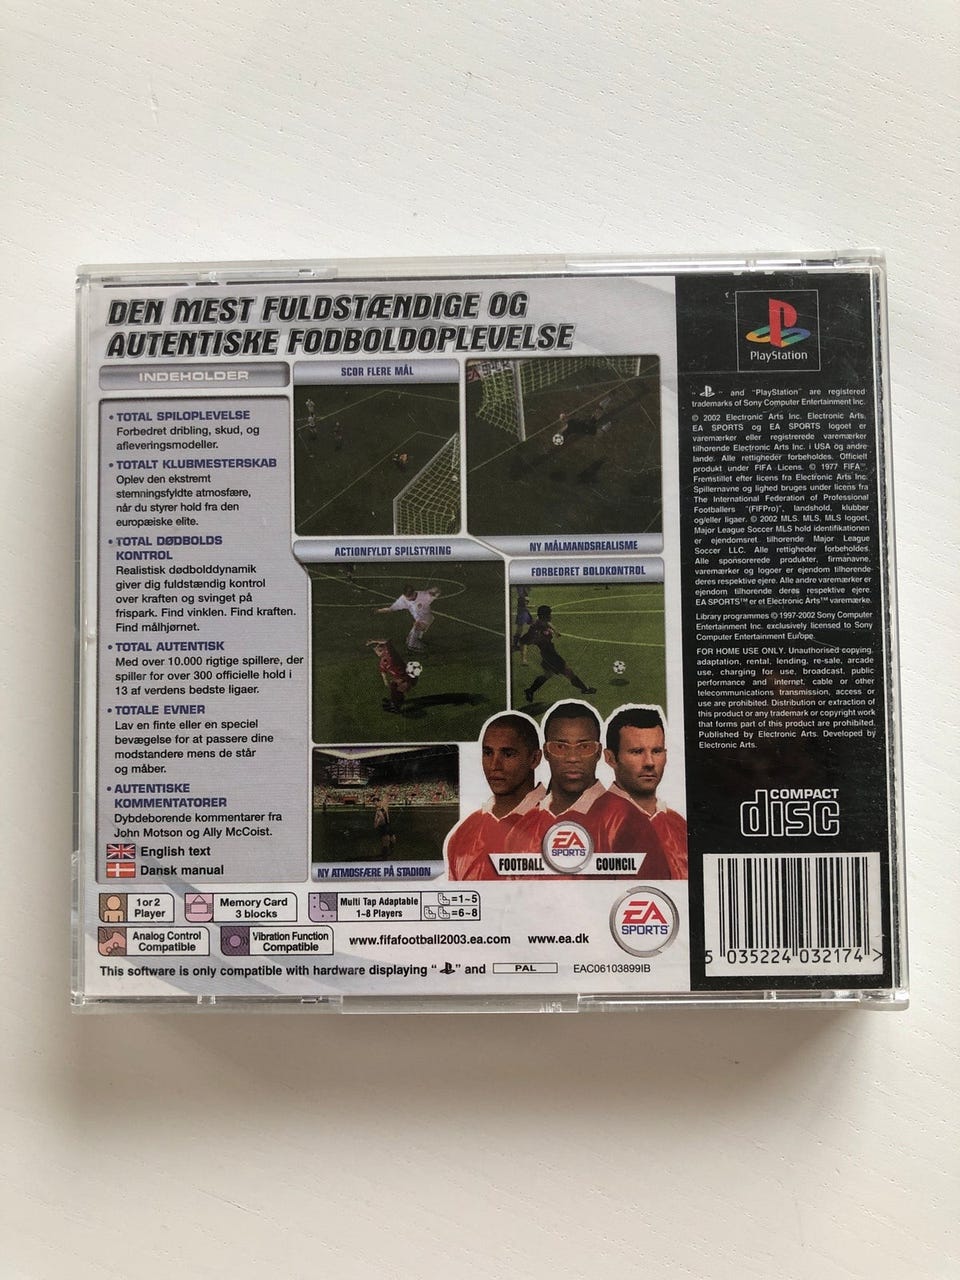 DEN MEST FULDSTÆNDIGE OG
AUTENTISKE FODBOLDOPLEVELSE
INDEHOLDER
• TOTAL SPILOPLEVELSE
Forbedret dribling, skud, og
afleveringsmodeller.
• TOTALT KLUBMESTERSKAB
Oplev den ekstremt
stemningsfyldte atmosfære,
når du styrer hold fra den
europæiske elite.
• TOTAL DØDBOLDS
KONTROL
Realistisk dødbolddynamik
giver dig fuldstændig kontrol
over kraften og svinget på
frispark. Find vinklen. Find kraften.
Find målhjørnet.
• TOTAL AUTENTISK
Med over 10.000 rigtige spillere, der
spiller for over 300 officielle hold i
13 af verdens bedste ligaer.
• TOTALE EVNER
Lav en finte eller en speciel
bevægelse for at passere dine
modstandere mens de står
og måber.
• AUTENTISKE
KOMMENTATORER
Dybdeborende kommentarer fra
John Motson og Ally McCoist.
English text
Dansk manual
SCOR FLERE MÅL
ACTIONFYLDT SPILSTYRING
NY MÅLMANDSREALISME
FORBEDRET BOLDKONTROL
NY ATMOSFÆRE PÅ STADION
FOOTBALL EA SPORTS COUNCIL
1 or 2
Player
Memory Card
3 blocks
Multi Tap Adaptable
1-8 Players
=1~5
=6~8
Analog Control
Compatible
Vibration Function
Compatible
www.fifafootball2003.ea.com www.ea.dk
EA
SPORTS™
This software is only compatible with hardware displaying " " and PAL EAC06103899IB
PlayStation
" " and "PlayStation" are registered
trademarks of Sony Computer Entertainment Inc.
© 2002 Electronic Arts Inc. Electronic Arts,
EA SPORTS og EA SPORTS logoet er
varemærker eller registrerede varemærker
tilhørende Electronic Arts Inc. i USA og andre
lande. Alle rettigheder forbeholdes. Officielt
produkt under FIFA Licens. © 1977 FIFA™
Fremstillet efter licens fra Electronic Arts Inc.
Spillernavne og lighed bruges under licens fra
The International Federation of Professional
Footballers "(FIFPro)", landshold, klubber
og/eller ligaer. © 2002 MLS. MLS, MLS logoet,
Major League Soccer MLS hold identifikationen
er ejendomsret tilhørende Major League
Soccer LLC. Alle rettigheder forbeholdes.
Alle sponsorerede produkter, firmanavne,
varemærker og logoer er ejendom tilhørende
deres respektive ejere. Alle andre varemærker er
ejendom tilhørende deres respektive ejere.
EA SPORTS™ er et Electronic Arts™ varemærke.
Library programmes © 1997-2002 Sony Computer
Entertainment Inc. exclusively licensed to Sony
Computer Entertainment Europe.
FOR HOME USE ONLY. Unauthorised copying,
adaptation, rental, lending, re-sale, arcade
use, charging for use, broadcast, public
performance and internet, cable or other
telecommunications transmission, access or
use are prohibited. Distribution or extraction of
this product or any trademark or copyright work
that forms part of this product are prohibited.
Published by Electronic Arts. Developed by
Electronic Arts.
COMPACT
disc
5 035224 032174 >